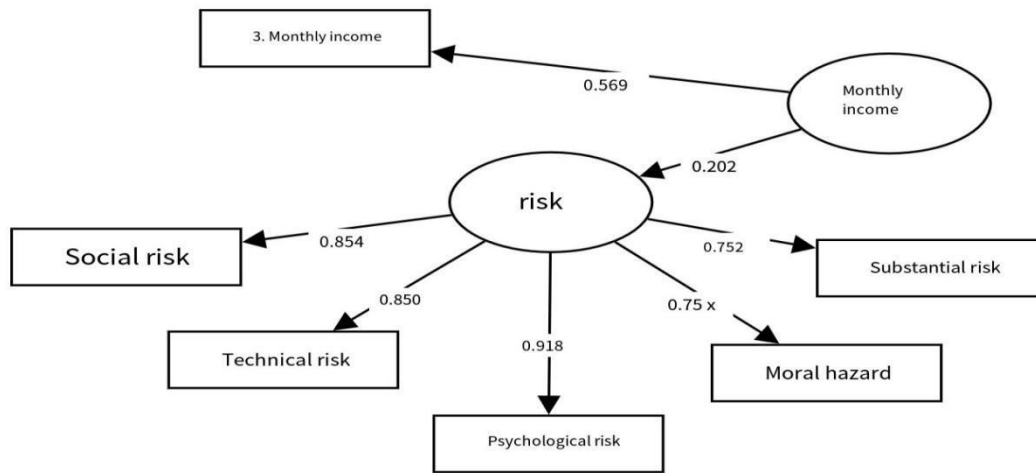 3. Monthly income
Monthly
income
0.569
0.202
risk
0.854
0.752
Social risk
Substantial risk
0.850
0.75 x
0.918
Technical risk
Moral hazard
Psychological risk